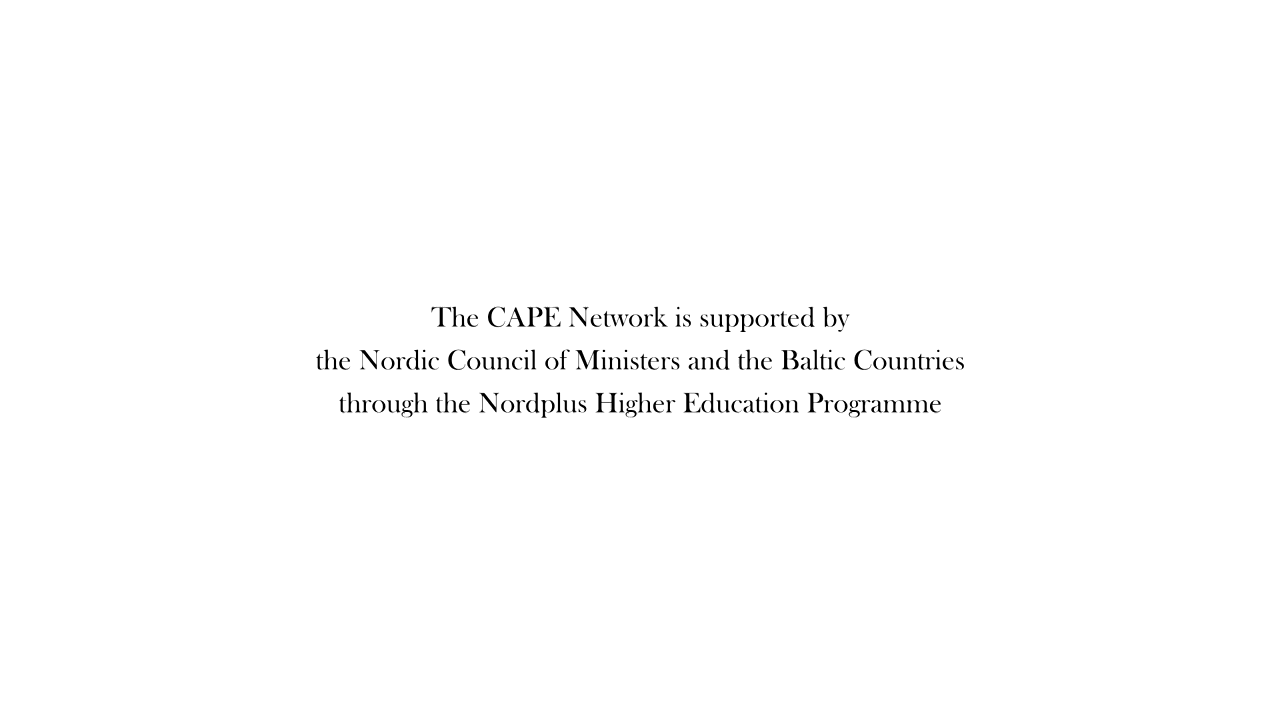 The CAPE Network is supported by
the Nordic Council of Ministers and the Baltic Countries
through the Nordplus Higher Education Programme